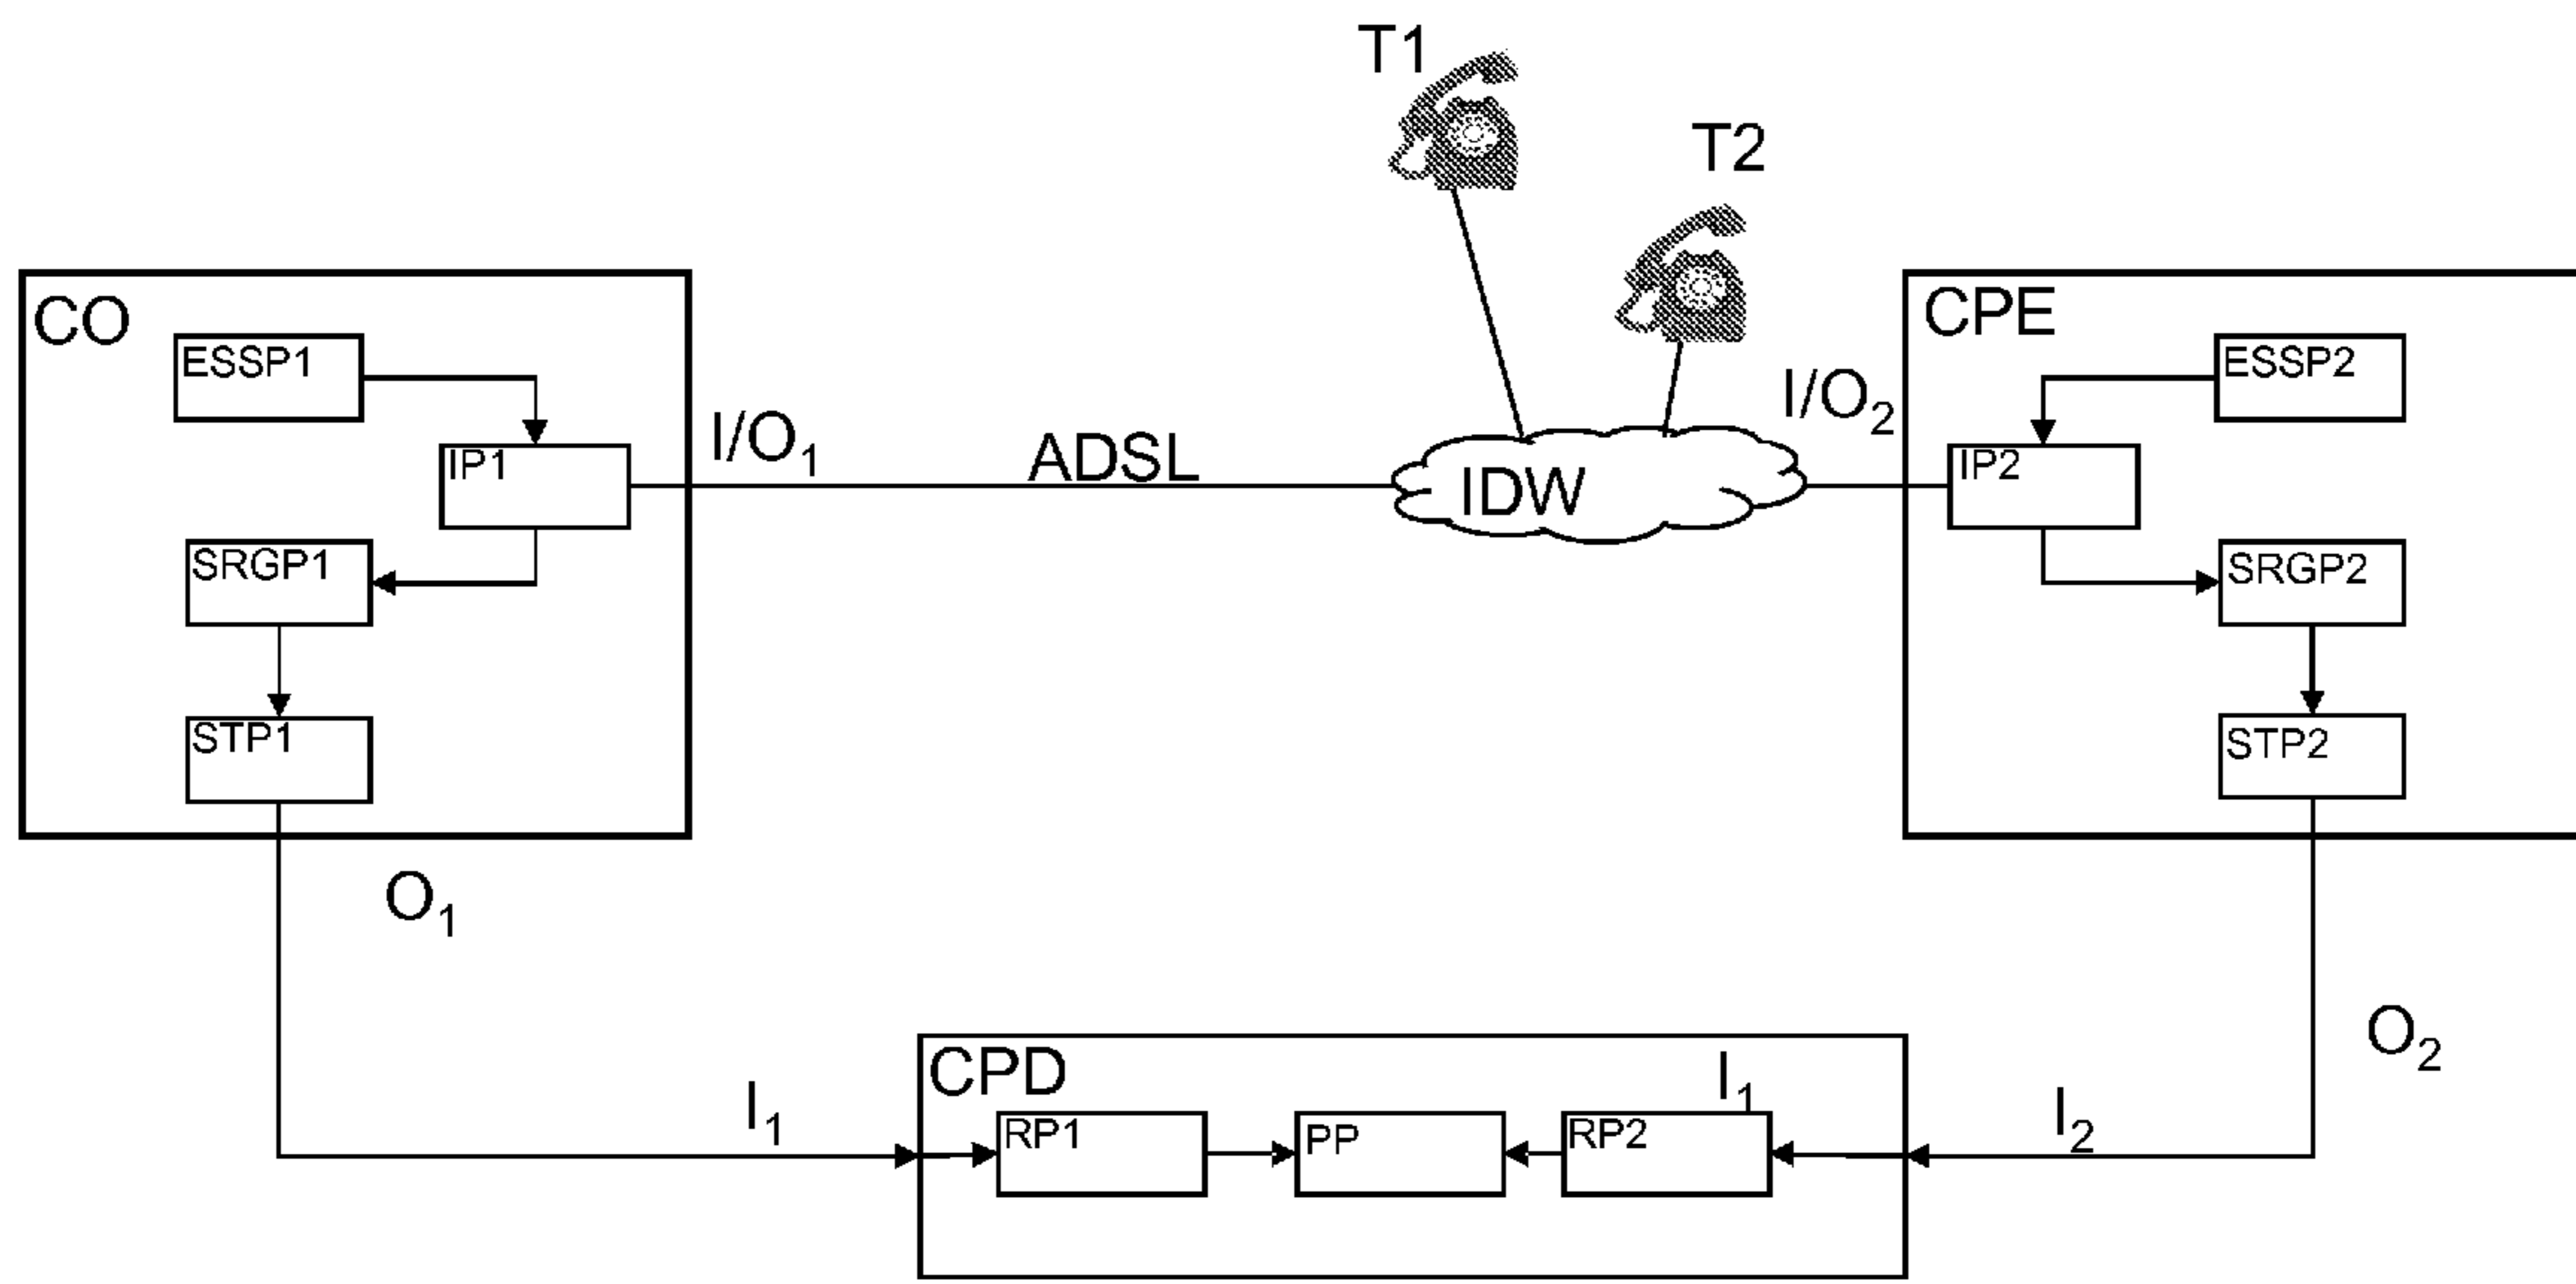 T1
T2
CO
ESSP1
IP1
SRGP1
STP1
I/O₁
ADSL
IDW
I/O₂
CPE
ESSP2
IP2
SRGP2
STP2
O₁
O₂
I₁
CPD
RP1
PP
I₁
RP2
I₂